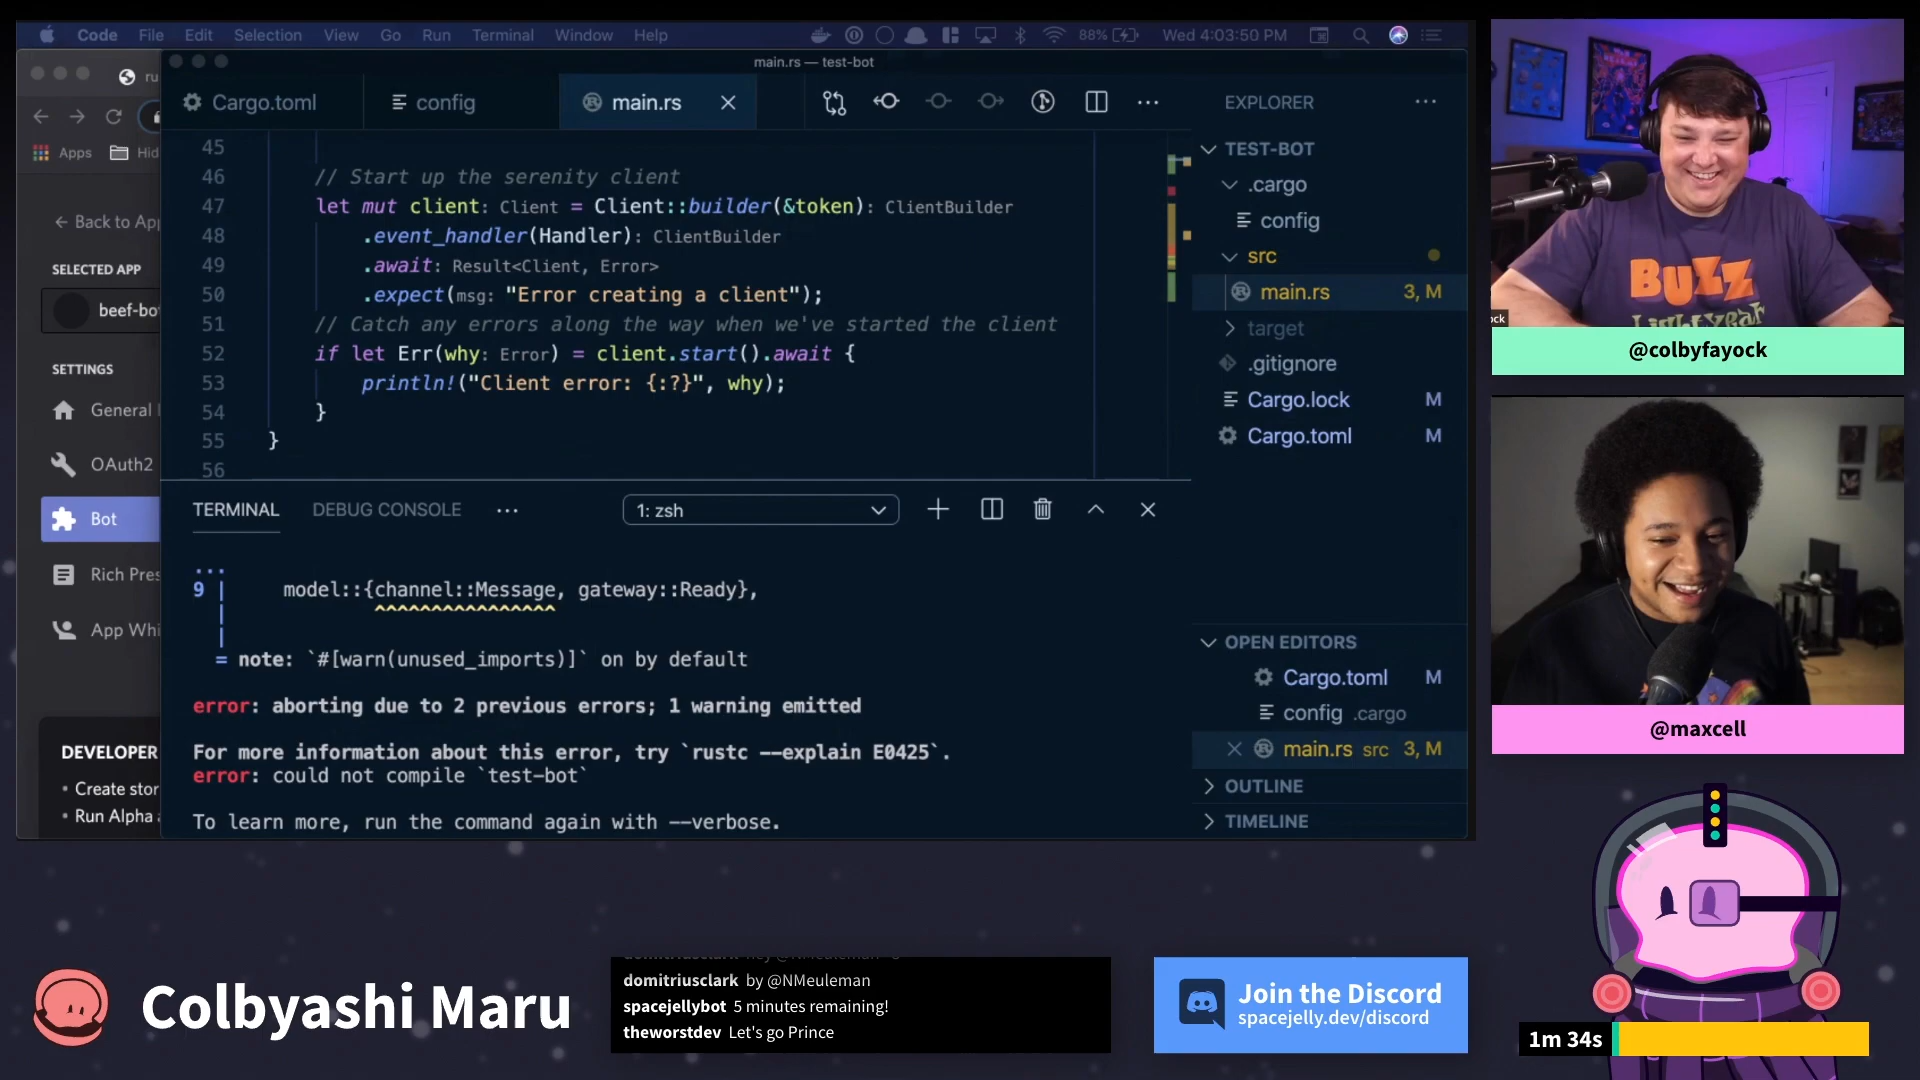 Code File Edit Selection View Go Run Terminal Window Help 88% Wed 4:03:50 PM
main.rs — test-bot
ru
Apps
Hid
← Back to App
SELECTED APP
beef-bo
SETTINGS
General
OAuth2
Bot
Rich Pres
App Whi
DEVELOPER
• Create stor
• Run Alpha
Cargo.toml config main.rs
45
46 // Start up the serenity client
47 let mut client: Client = Client::builder(&token): ClientBuilder
48 .event_handler(Handler): ClientBuilder
49 .await: Result<Client, Error>
50 .expect(msg: "Error creating a client");
51 // Catch any errors along the way when we've started the client
52 if let Err(why: Error) = client.start().await {
53 println!("Client error: {:?}", why);
54 }
55 }
56
TERMINAL DEBUG CONSOLE ... 1: zsh
...
9 | model::{channel::Message, gateway::Ready},
| ^^^^^^^^^^^^^^^^
|
= note: `#[warn(unused_imports)]` on by default
error: aborting due to 2 previous errors; 1 warning emitted
For more information about this error, try `rustc --explain E0425`.
error: could not compile `test-bot`
To learn more, run the command again with --verbose.
EXPLORER
TEST-BOT
.cargo
config
src
main.rs 3, M
target
.gitignore
Cargo.lock M
Cargo.toml M
OPEN EDITORS
Cargo.toml M
config .cargo
main.rs src 3, M
OUTLINE
TIMELINE
BUZZ
Lightyear
ock
@colbyfayock
@maxcell
Colbyashi Maru
domitriusclark by @NMeuleman
spacejellybot 5 minutes remaining!
theworstdev Let's go Prince
Join the Discord
spacejelly.dev/discord
1m 34s